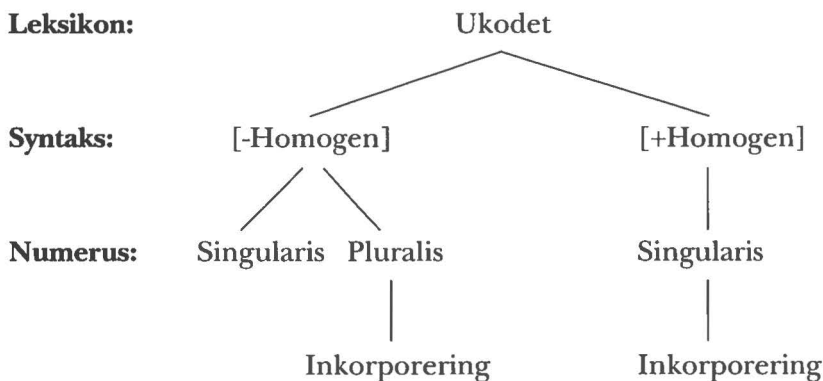 Leksikon: Ukodet
Syntaks: [-Homogen] [+Homogen]
Numerus: Singularis Pluralis Singularis
Inkorporering Inkorporering